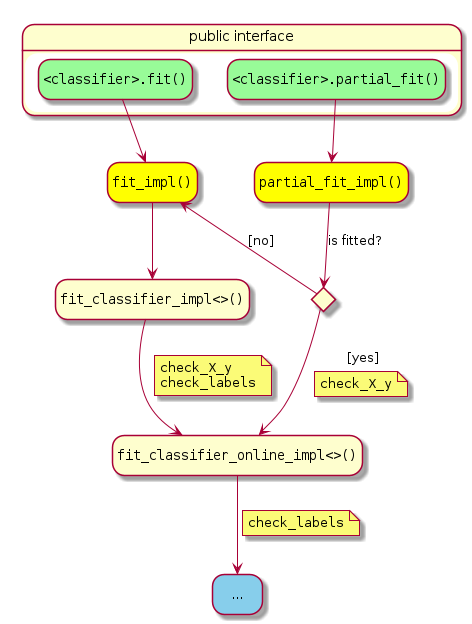 public interface
<classifier>.fit()
<classifier>.partial_fit()
fit_impl()
partial_fit_impl()
[no]
is fitted?
fit_classifier_impl<>()
check_X_y
check_labels
[yes]
check_X_y
fit_classifier_online_impl<>()
check_labels
...